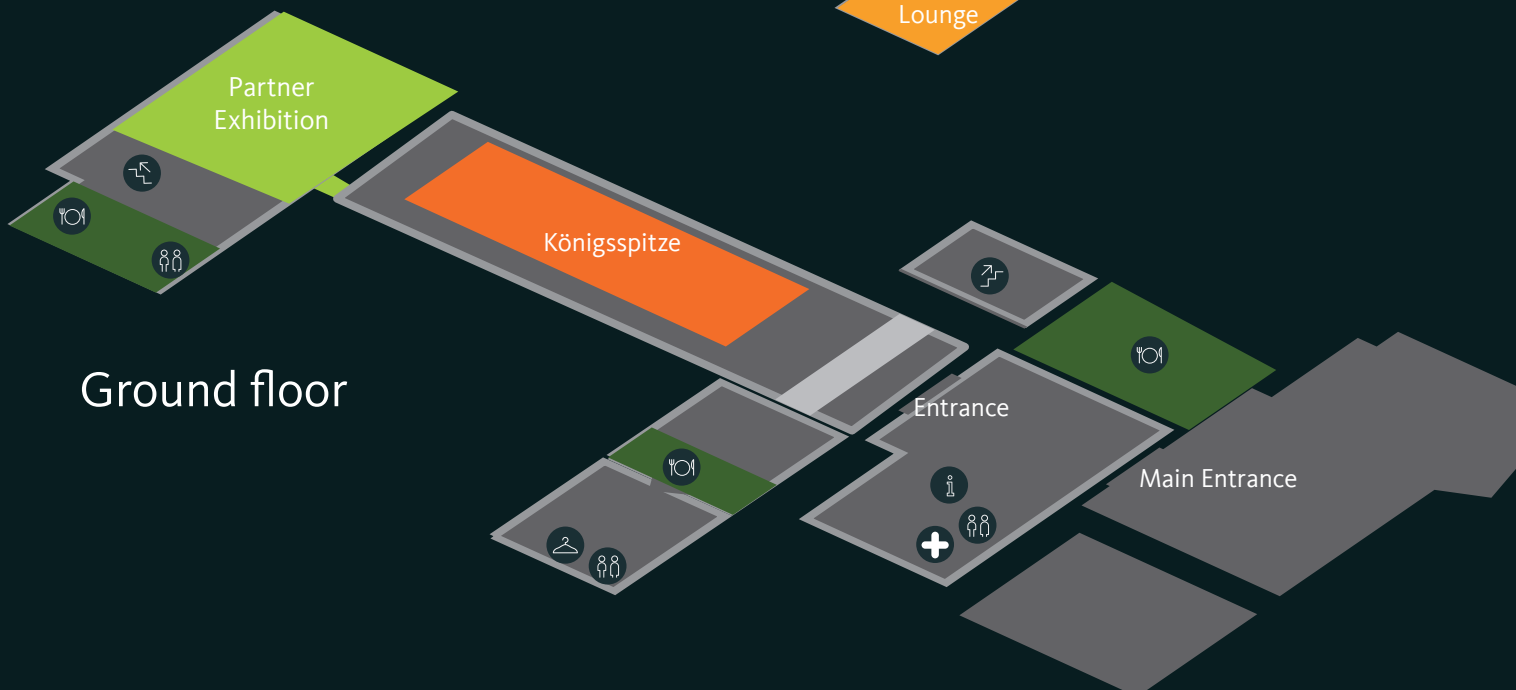 Lounge
Partner
Exhibition
Königsspitze
Ground floor
Entrance
Main Entrance